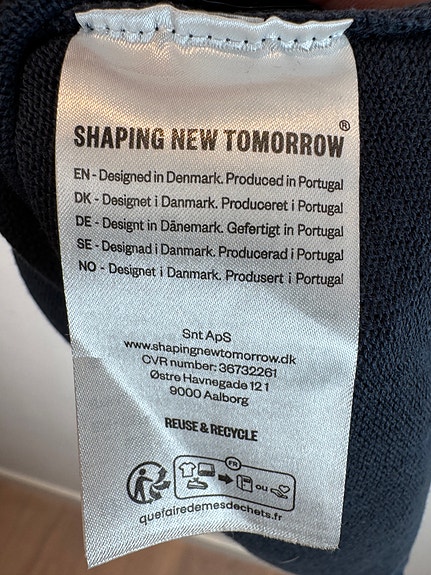 SHAPING NEW TOMORROW®
EN - Designed in Denmark. Produced in Portugal
DK - Designet i Danmark. Produceret i Portugal
DE - Designt in Dänemark. Gefertigt in Portugal
SE - Designad i Danmark. Producerad i Portugal
NO - Designet i Danmark. Produsert i Portugal
Snt ApS
www.shapingnewtomorrow.dk
CVR number: 36732261
Østre Havnegade 12 1
9000 Aalborg
REUSE & RECYCLE
FR
OU
quefairedemesdechets.fr